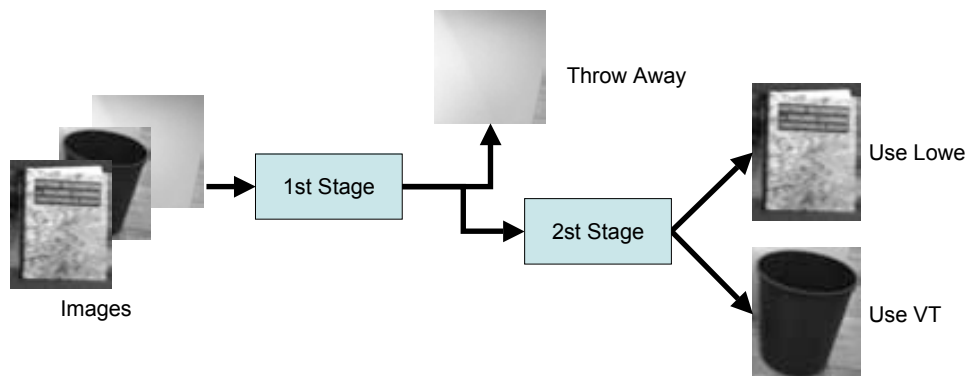 Throw Away
Use Lowe
1st Stage
2st Stage
Images
Use VT